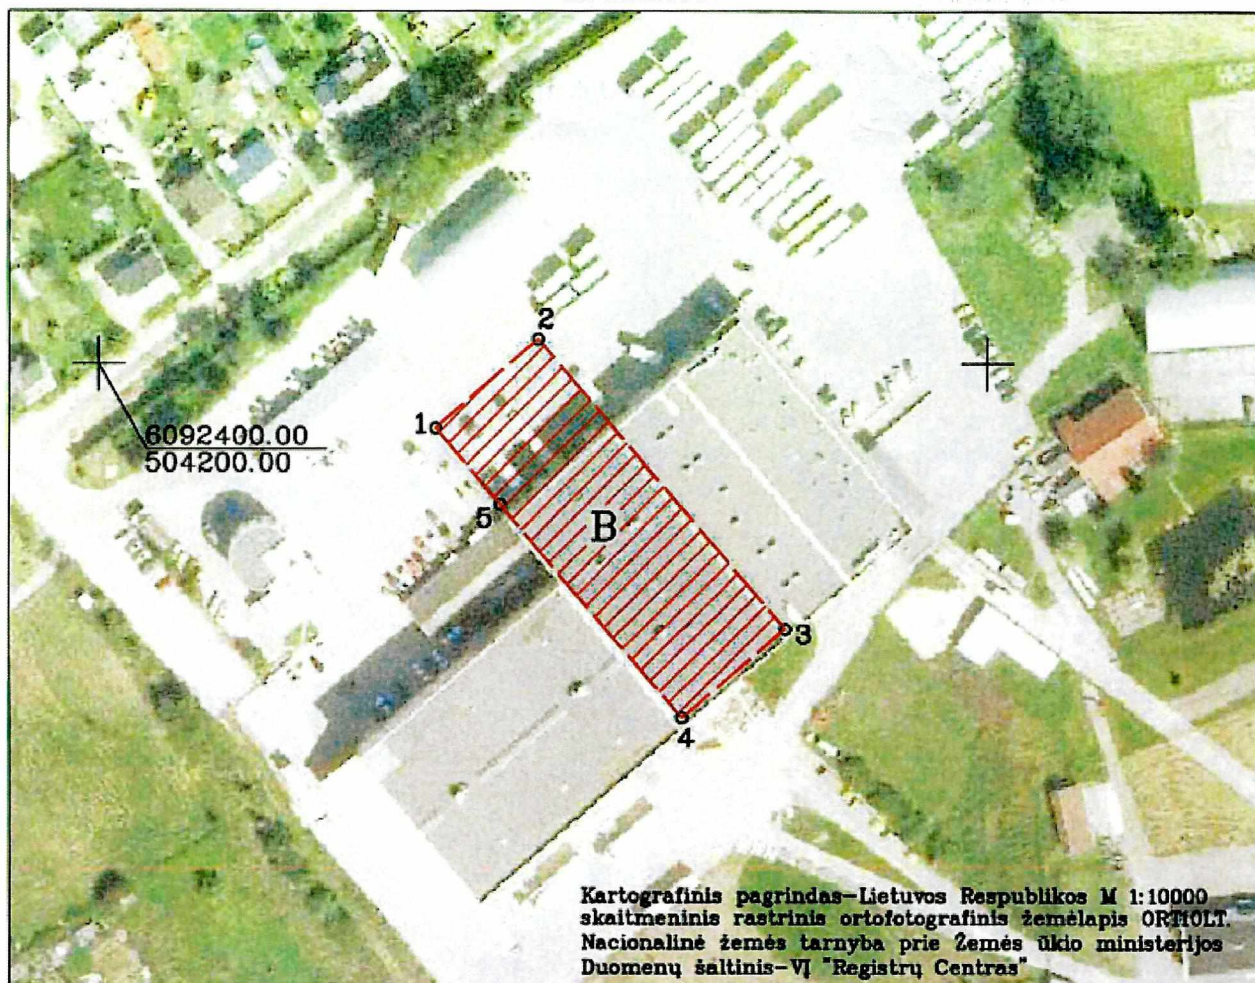 2
1
6092400.00
504200.00
5
B
3
4
Kartografinis pagrindas-Lietuvos Respublikos M 1:10000
skaitmeninis rastrinis ortofotografinis žemėlapis ORT10LT.
Nacionalinė žemės tarnyba prie Žemės ūkio ministerijos
Duomenų šaltinis-VĮ "Registrų Centras"